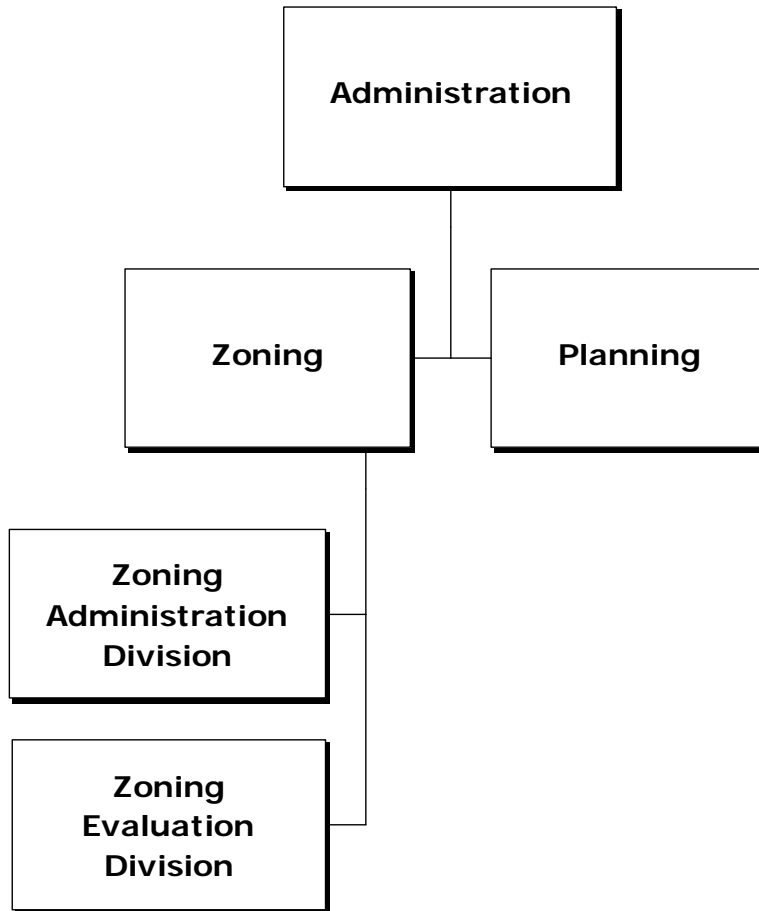 Administration
Zoning
Planning
Zoning
Administration
Division
Zoning
Evaluation
Division